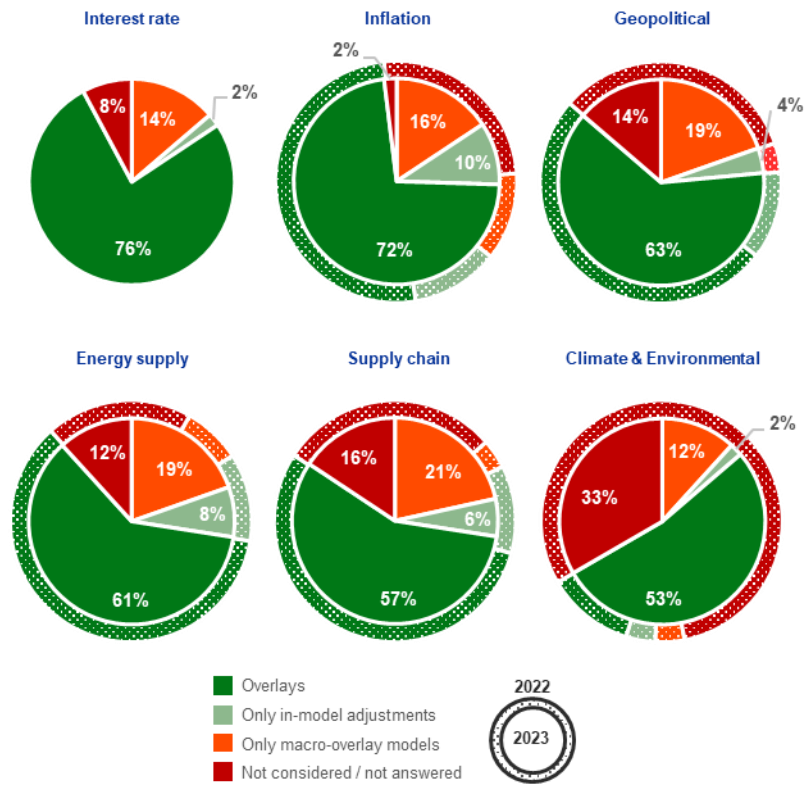 Interest rate
Inflation
Geopolitical
8%
14%
2%
76%
2%
16%
10%
72%
14%
19%
4%
63%
Energy supply
Supply chain
Climate & Environmental
12%
19%
8%
61%
16%
21%
6%
57%
33%
12%
2%
53%
Overlays
Only in-model adjustments
Only macro-overlay models
Not considered / not answered
2022
2023